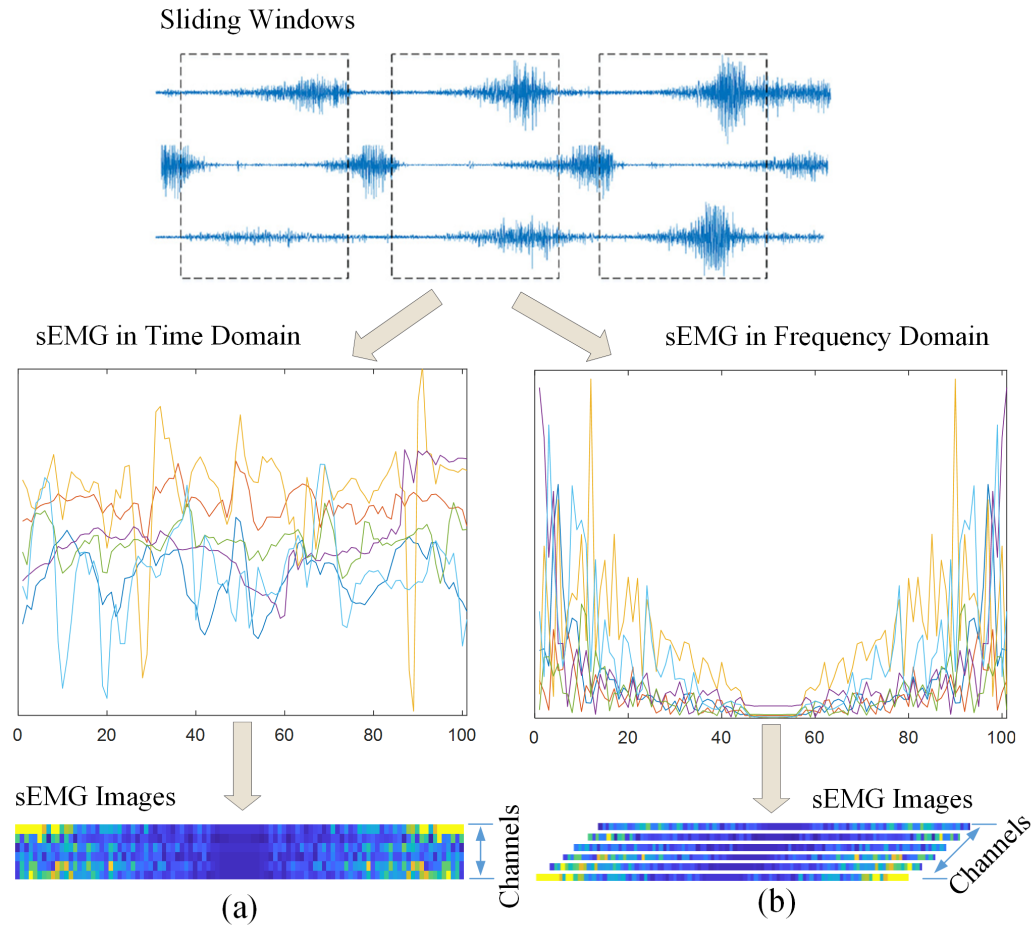 Sliding Windows
sEMG in Time Domain
sEMG in Frequency Domain
0 20 40 60 80 100
0 20 40 60 80 100
sEMG Images
sEMG Images
Channels
Channels
(a)
(b)